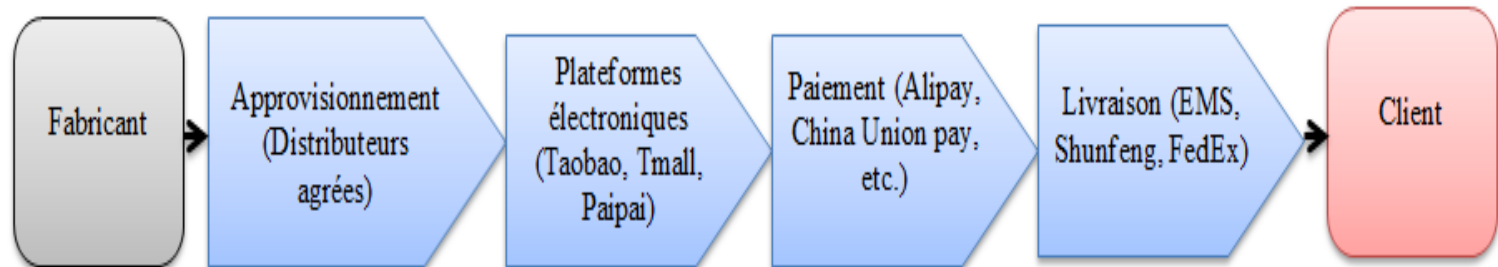 Fabricant
Approvisionnement
(Distributeurs
agrées)
Plateformes
électroniques
(Taobao, Tmall,
Paipai)
Paiement (Alipay,
China Union pay,
etc.)
Livraison (EMS,
Shunfeng, FedEx)
Client